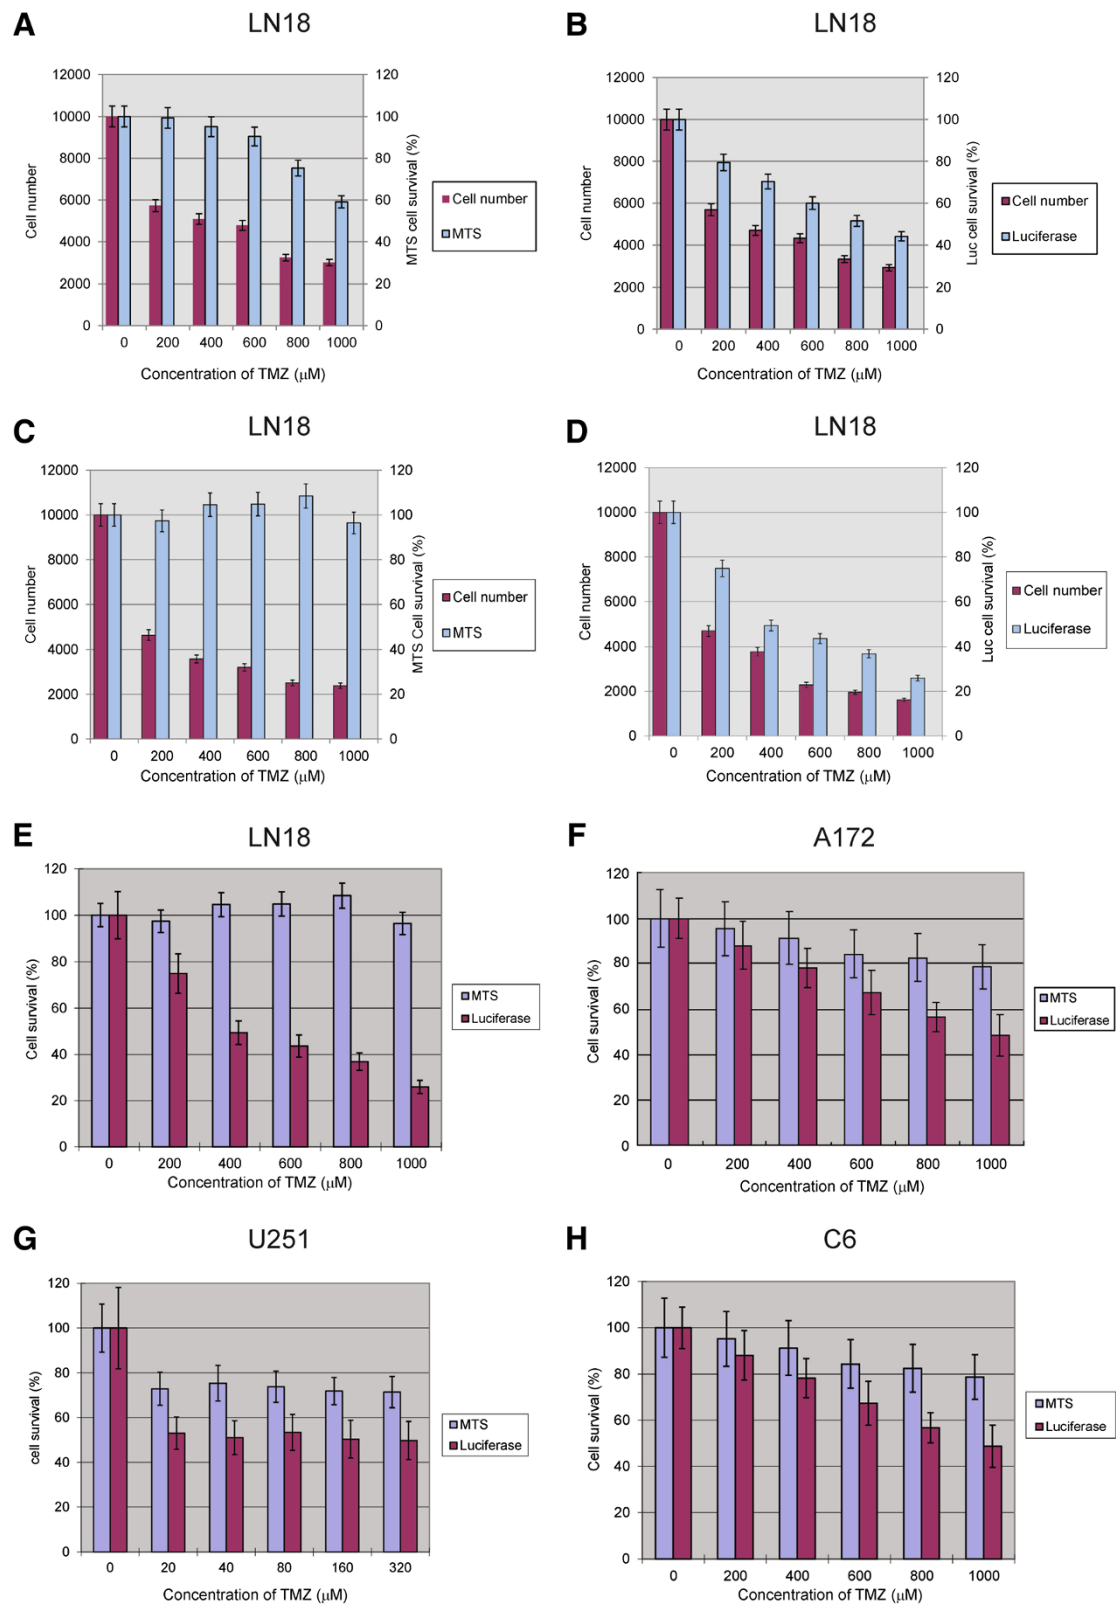 A
LN18
12000
10000
8000
6000
4000
2000
0
Cell number
120
100
80
60
40
20
0
MTS cell survival (%)
0 200 400 600 800 1000
Concentration of TMZ (μM)
Cell number
MTS
B
LN18
12000
10000
8000
6000
4000
2000
0
Cell number
120
100
80
60
40
20
0
Luc cell survival (%)
0 200 400 600 800 1000
Concentration of TMZ (μM)
Cell number
Luciferase
C
LN18
12000
10000
8000
6000
4000
2000
0
Cell number
120
100
80
60
40
20
0
MTS Cell survival (%)
0 200 400 600 800 1000
Concentration of TMZ (μM)
Cell number
MTS
D
LN18
12000
10000
8000
6000
4000
2000
0
Cell number
120
100
80
60
40
20
0
Luc cell survival (%)
0 200 400 600 800 1000
Concentration of TMZ (μM)
Cell number
Luciferase
E
LN18
120
100
80
60
40
20
0
Cell survival (%)
0 200 400 600 800 1000
Concentration of TMZ (μM)
MTS
Luciferase
F
A172
120
100
80
60
40
20
0
Cell survival (%)
0 200 400 600 800 1000
Concentration of TMZ (μM)
MTS
Luciferase
G
U251
120
100
80
60
40
20
0
cell survival (%)
0 20 40 80 160 320
Concentration of TMZ (μM)
MTS
Luciferase
H
C6
120
100
80
60
40
20
0
Cell survival (%)
0 200 400 600 800 1000
Concentration of TMZ (μM)
MTS
Luciferase